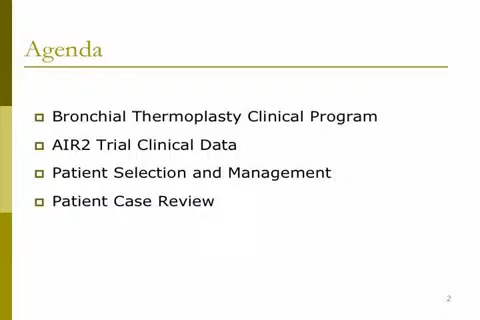 Agenda
Bronchial Thermoplasty Clinical Program
AIR2 Trial Clinical Data
Patient Selection and Management
Patient Case Review
2